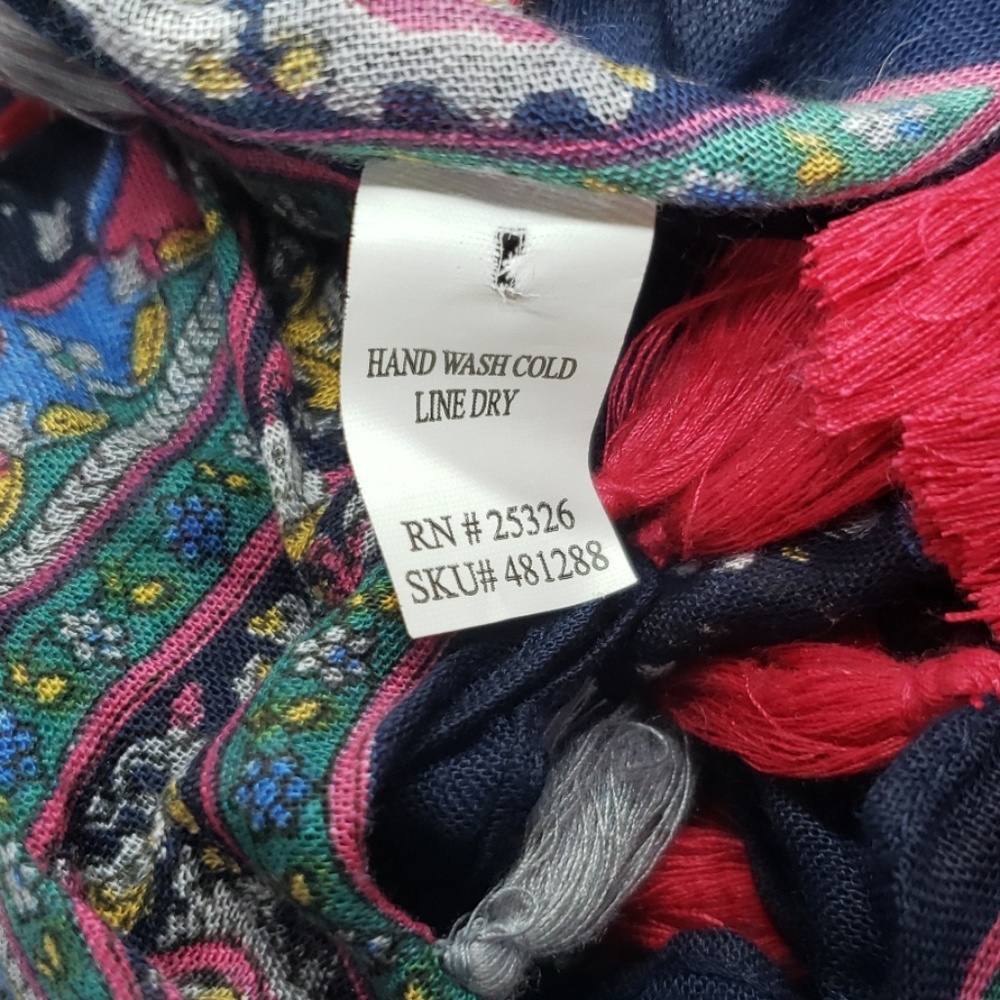 HAND WASH COLD
LINE DRY
RN # 25326
SKU# 481288